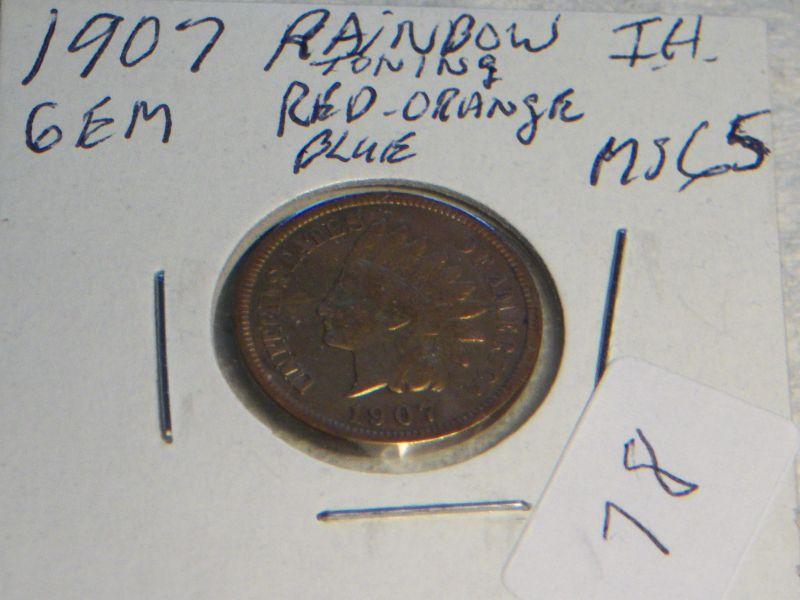 1907 RAINBOW I.H.
TONING
GEM RED-ORANGE
BLUE MS65
UNITED STATES OF AMERICA
1907
78